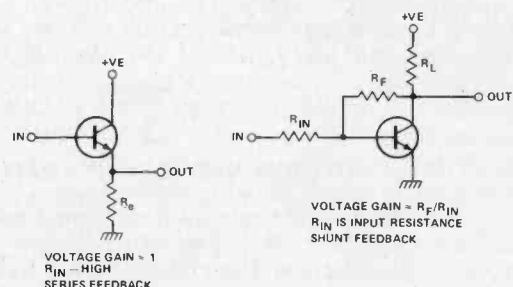 +VE
IN
OUT
Re
VOLTAGE GAIN ≈ 1
RIN – HIGH
SERIES FEEDBACK
+VE
RL
RF
OUT
RIN
IN
VOLTAGE GAIN ≈ RF/RIN
RIN IS INPUT RESISTANCE
SHUNT FEEDBACK